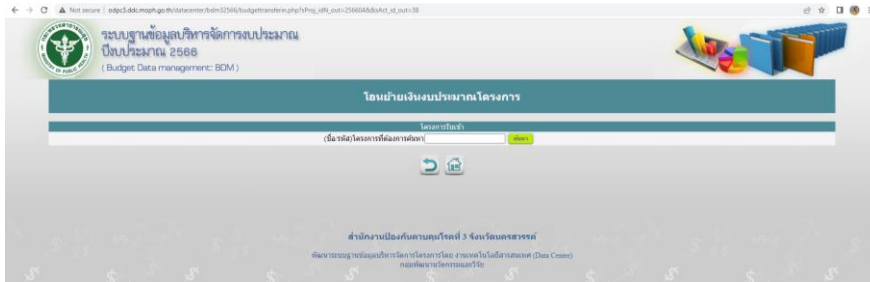 Not secure | odpc3.ddc.moph.go.th/datacenter/bdm32566/budgettransferin.php?sProj_idN_out=256604&doAct_id_out=38
ระบบฐานข้อมูลบริหารจัดการงบประมาณ
ปีงบประมาณ 2566
( Budget Data management: BDM )
โอนย้ายเงินงบประมาณโครงการ
โครงการรับเข้า
(ชื่อ/รหัส)โครงการที่ต้องการค้นหา ค้นหา
สำนักงานป้องกันควบคุมโรคที่ 3 จังหวัดนครสวรรค์
พัฒนาระบบฐานข้อมูลบริหารจัดการโครงการโดย งานเทคโนโลยีสารสนเทศ (Data Center)
กลุ่มพัฒนานวัตกรรมและวิจัย